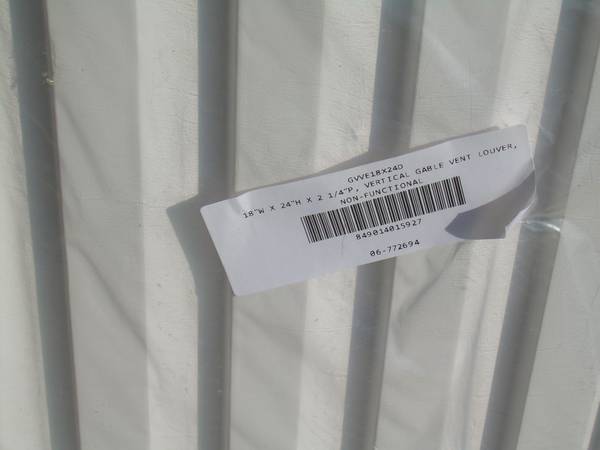 GVVE18X24D
18"W X 24"H X 2 1/4"P, VERTICAL GABLE VENT LOUVER,
NON-FUNCTIONAL
849014015927
06-772694